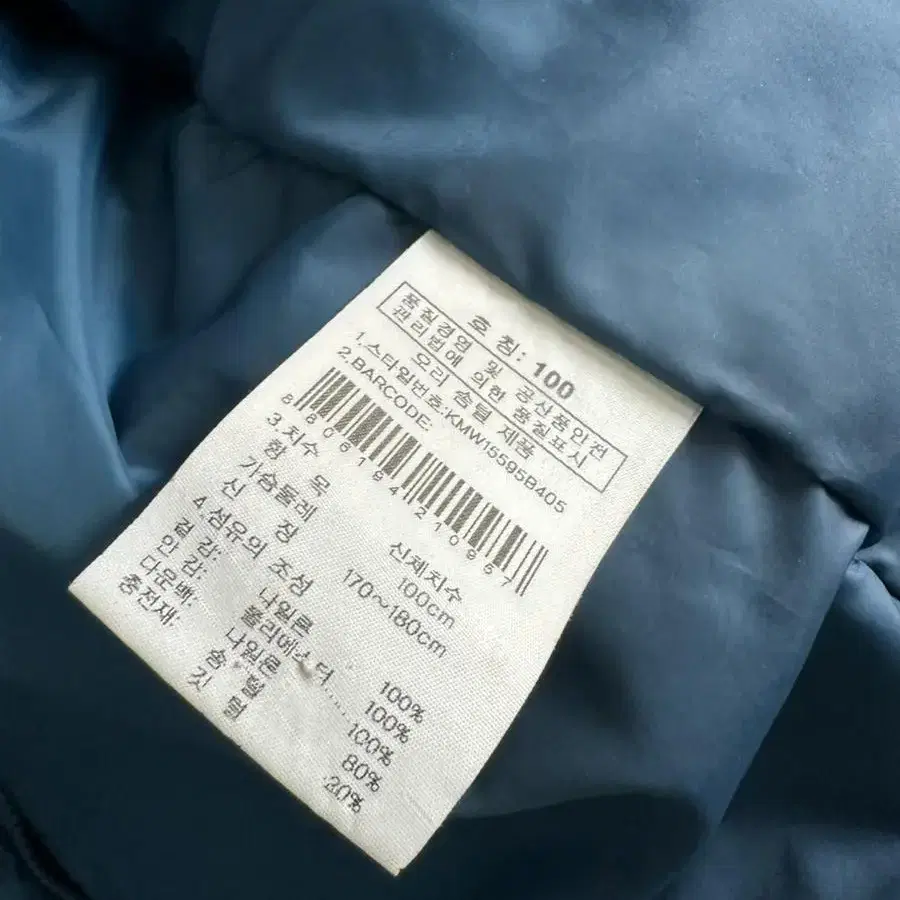 호 칭: 100
품질경영 및 공산품안전
관리법에 의한 품질표시
오리 솜털 제품
1.스타일번호:KMW15595B405
2.BARCODE:
8806194210957
3.치수
항 목 신체치수
가슴둘레 100cm
신 장 170~180cm
4.섬유의 조성
겉 감: 나일론 100%
안 감: 폴리에스터 100%
다운백: 나일론 100%
충전재: 솜 털 80%
깃 털 20%